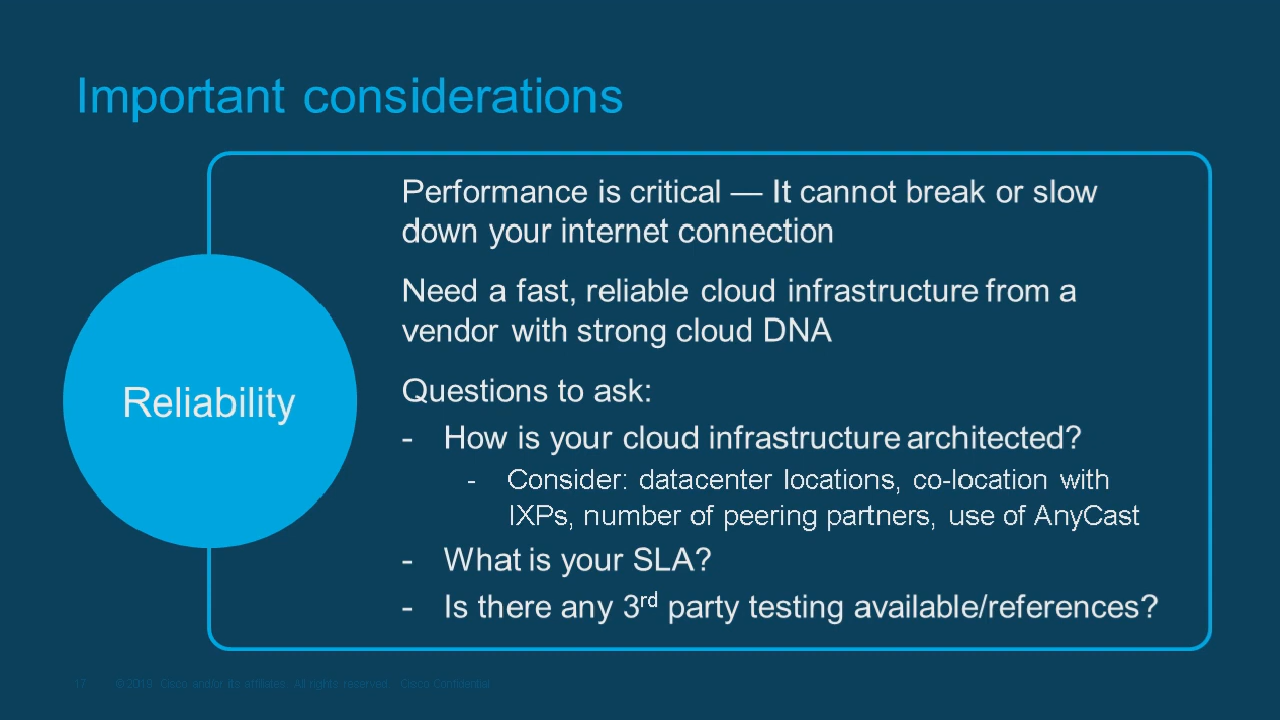 Important considerations
Performance is critical — It cannot break or slow
down your internet connection
Need a fast, reliable cloud infrastructure from a
vendor with strong cloud DNA
Reliability
Questions to ask:
- How is your cloud infrastructure architected?
- Consider: datacenter locations, co-location with
IXPs, number of peering partners, use of AnyCast
- What is your SLA?
- Is there any 3rd party testing available/references?
17 © 2019 Cisco and/or its affiliates. All rights reserved. Cisco Confidential